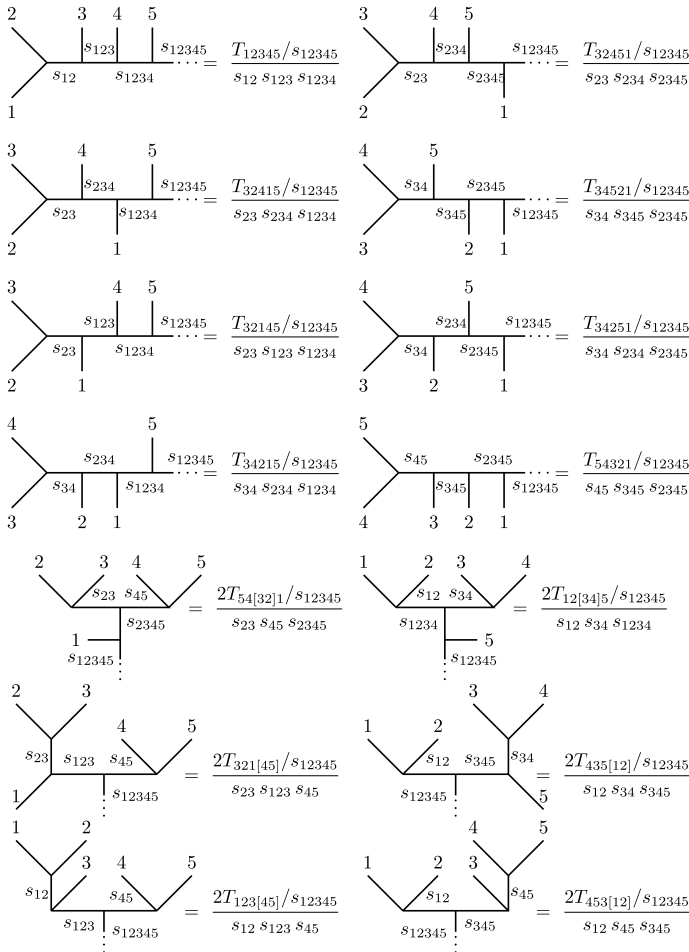 2 3 4 5 3 4 5
s_{123} s_{12345} s_{234} s_{12345}
s_{12} s_{1234} ⋯ = \frac{T_{12345}/s_{12345}}{s_{12} s_{123} s_{1234}} s_{23} s_{2345} ⋯ = \frac{T_{32451}/s_{12345}}{s_{23} s_{234} s_{2345}}
1 2 1
3 4 5 4 5
s_{234} s_{12345} s_{34} s_{2345}
s_{23} s_{1234} ⋯ = \frac{T_{32415}/s_{12345}}{s_{23} s_{234} s_{1234}} s_{345} s_{12345} ⋯ = \frac{T_{34521}/s_{12345}}{s_{34} s_{345} s_{2345}}
2 1 3 2 1
3 4 5 4 5
s_{123} s_{12345} s_{234} s_{12345}
s_{23} s_{1234} ⋯ = \frac{T_{32145}/s_{12345}}{s_{23} s_{123} s_{1234}} s_{34} s_{2345} ⋯ = \frac{T_{34251}/s_{12345}}{s_{34} s_{234} s_{2345}}
2 1 3 2 1
4 5 5
s_{234} s_{12345} s_{45} s_{2345}
s_{34} s_{1234} ⋯ = \frac{T_{34215}/s_{12345}}{s_{34} s_{234} s_{1234}} s_{345} s_{12345} ⋯ = \frac{T_{54321}/s_{12345}}{s_{45} s_{345} s_{2345}}
3 2 1 4 3 2 1
2 3 4 5 1 2 3 4
s_{23} s_{45} s_{12} s_{34}
s_{2345} = \frac{2T_{54[32]1}/s_{12345}}{s_{23} s_{45} s_{2345}} s_{1234} = \frac{2T_{12[34]5}/s_{12345}}{s_{12} s_{34} s_{1234}}
1 5
s_{12345} s_{12345}
⋮ ⋮
2 3 3 4
4 5 1 2
s_{23} s_{123} s_{45} s_{12} s_{345} s_{34}
= \frac{2T_{321[45]}/s_{12345}}{s_{23} s_{123} s_{45}} = \frac{2T_{435[12]}/s_{12345}}{s_{12} s_{34} s_{345}}
1 ⋮ s_{12345} s_{12345} ⋮ 5
1 2 4 5
3 4 5 1 2 3
s_{12} s_{45} s_{12} s_{45}
s_{123} s_{12345} = \frac{2T_{123[45]}/s_{12345}}{s_{12} s_{123} s_{45}} s_{12345} s_{345} = \frac{2T_{453[12]}/s_{12345}}{s_{12} s_{45} s_{345}}
⋮ ⋮